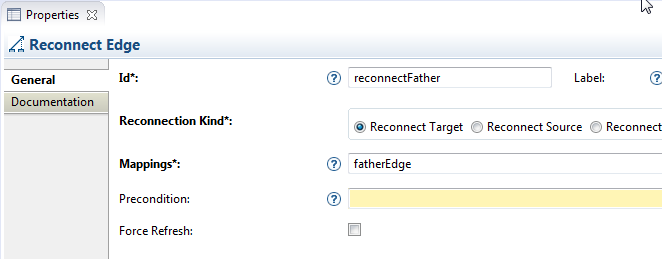 Properties
Reconnect Edge
General
Documentation
Id*: ? reconnectFather Label:
Reconnection Kind*: ? Reconnect Target Reconnect Source Reconnect
Mappings*: ? fatherEdge
Precondition: ?
Force Refresh: